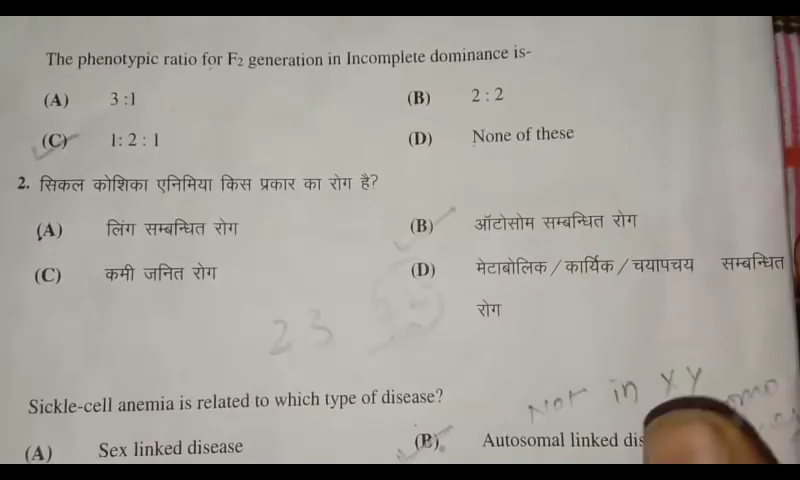 The phenotypic ratio for F₂ generation in Incomplete dominance is-
(A) 3 :1 (B) 2 : 2
(C) 1: 2 : 1 (D) None of these
2. सिकल कोशिका एनिमिया किस प्रकार का रोग है?
(A) लिंग सम्बन्धित रोग (B) ऑटोसोम सम्बन्धित रोग
(C) कमी जनित रोग (D) मेटाबोलिक / कार्यिक / चयापचय सम्बन्धित
रोग
23
Not in XY
Sickle-cell anemia is related to which type of disease?
(A) Sex linked disease (B) Autosomal linked dis